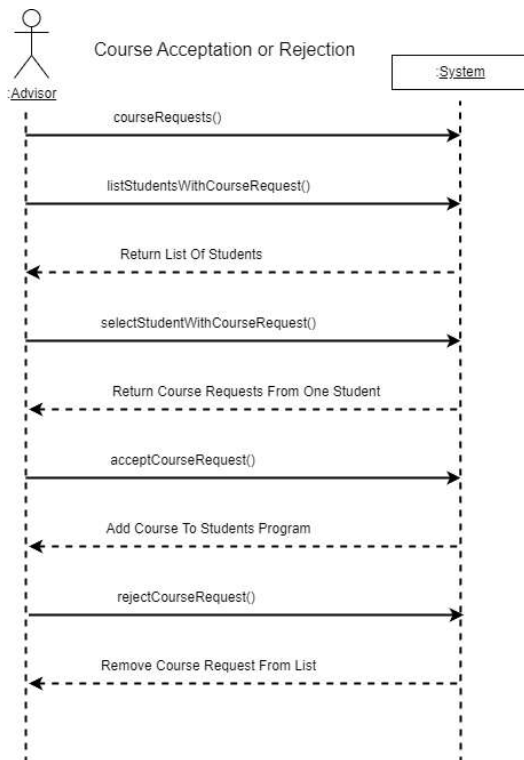 Course Acceptation or Rejection
:System
:Advisor
courseRequests()
listStudentsWithCourseRequest()
Return List Of Students
selectStudentWithCourseRequest()
Return Course Requests From One Student
acceptCourseRequest()
Add Course To Students Program
rejectCourseRequest()
Remove Course Request From List